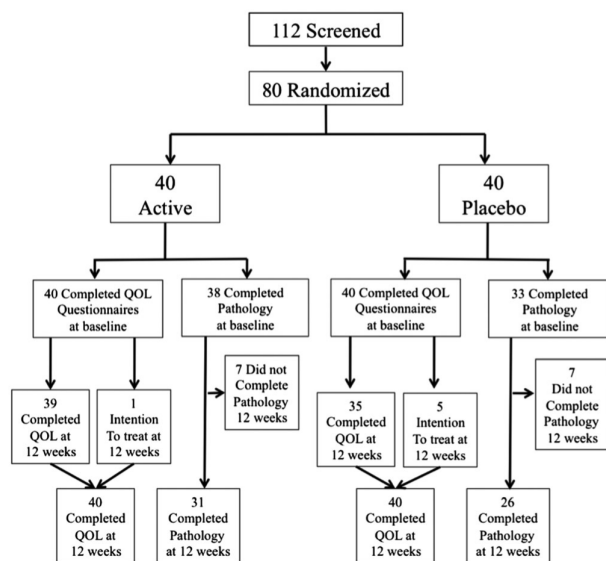 112 Screened
80 Randomized
40
Active
40
Placebo
40 Completed QOL
Questionnaires
at baseline
38 Completed
Pathology
at baseline
40 Completed QOL
Questionnaires
at baseline
33 Completed
Pathology
at baseline
39
Completed
QOL at
12 weeks
1
Intention
To treat at
12 weeks
7 Did not
Complete
Pathology
12 weeks
35
Completed
QOL at
12 weeks
5
Intention
To treat at
12 weeks
7
Did not
Complete
Pathology
12 weeks
40
Completed
QOL at
12 weeks
31
Completed
Pathology
at 12 weeks
40
Completed
QOL at
12 weeks
26
Completed
Pathology
at 12 weeks